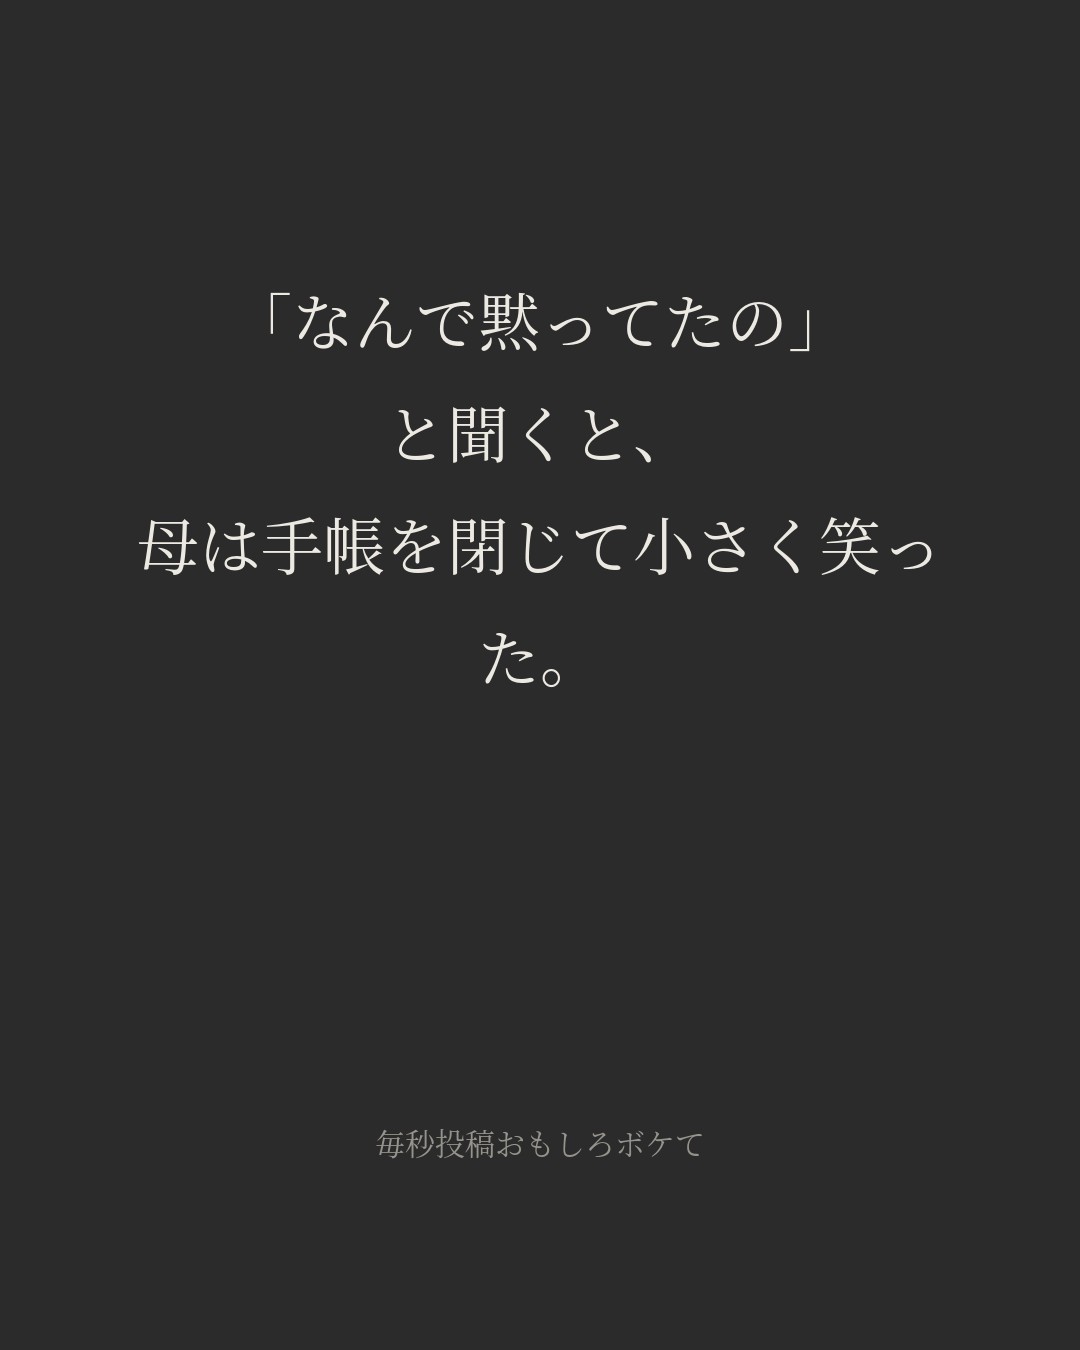 「なんで黙ってたの」
と聞くと、
母は手帳を閉じて小さく笑っ
た。
毎秒投稿おもしろボケて